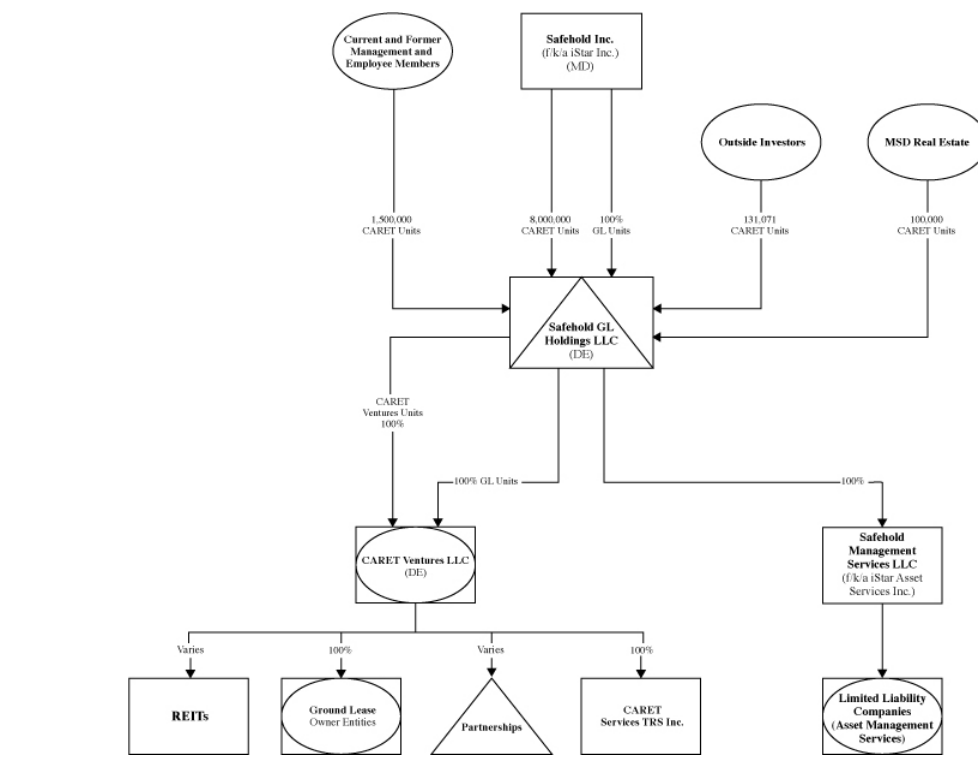 Current and Former
Management and
Employee Members
Safehold Inc.
(f/k/a iStar Inc.)
(MD)
Outside Investors
MSD Real Estate
1,500,000
CARET Units
8,000,000
CARET Units
100%
GL Units
131,071
CARET Units
100,000
CARET Units
Safehold GL
Holdings LLC
(DE)
CARET
Ventures Units
100%
100% GL Units
100%
CARET Ventures LLC
(DE)
Safehold
Management
Services LLC
(f/k/a iStar Asset
Services Inc.)
Varies
100%
Varies
100%
REITs
Ground Lease
Owner Entities
Partnerships
CARET
Services TRS Inc.
Limited Liability
Companies
(Asset Management
Services)